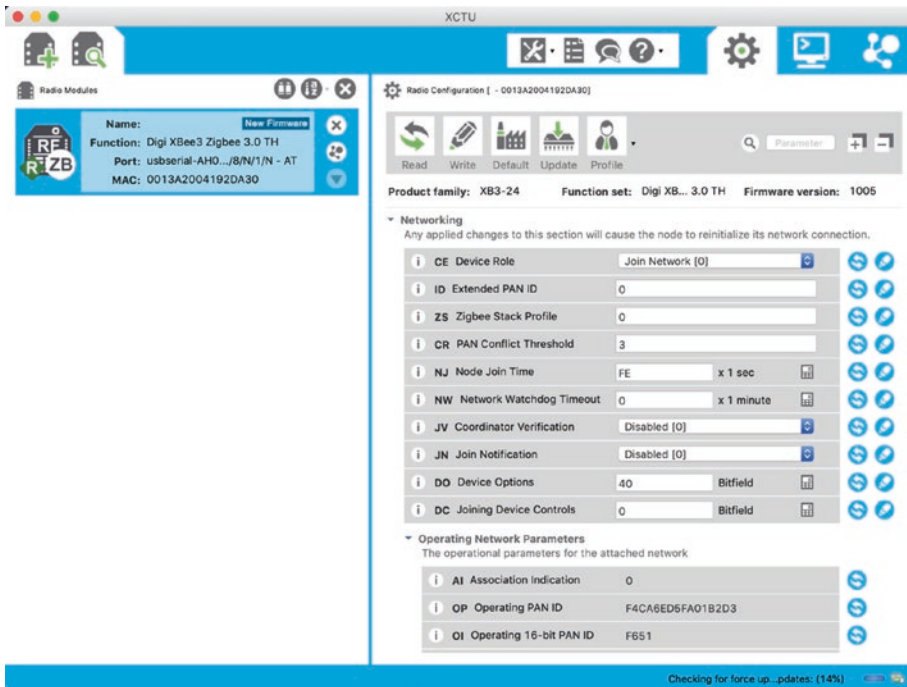 XCTU
Radio Modules
Radio Configuration [ - 0013A2004192DA30]
Name:
New Firmware
Function: Digi XBee3 Zigbee 3.0 TH
Port: usbserial-AH0.../8/N/1/N - AT
MAC: 0013A2004192DA30
RF
R TZB
Read Write Default Update Profile
Parameter
Product family: XB3-24 Function set: Digi XB... 3.0 TH Firmware version: 1005
Networking
Any applied changes to this section will cause the node to reinitialize its network connection.
i CE Device Role Join Network [0]
i ID Extended PAN ID 0
i ZS Zigbee Stack Profile 0
i CR PAN Conflict Threshold 3
i NJ Node Join Time FE x 1 sec
i NW Network Watchdog Timeout 0 x 1 minute
i JV Coordinator Verification Disabled [0]
i JN Join Notification Disabled [0]
i DO Device Options 40 Bitfield
i DC Joining Device Controls 0 Bitfield
Operating Network Parameters
The operational parameters for the attached network
i AI Association Indication 0
i OP Operating PAN ID F4CA6ED5FA01B2D3
i OI Operating 16-bit PAN ID F651
Checking for force up...pdates: (14%)